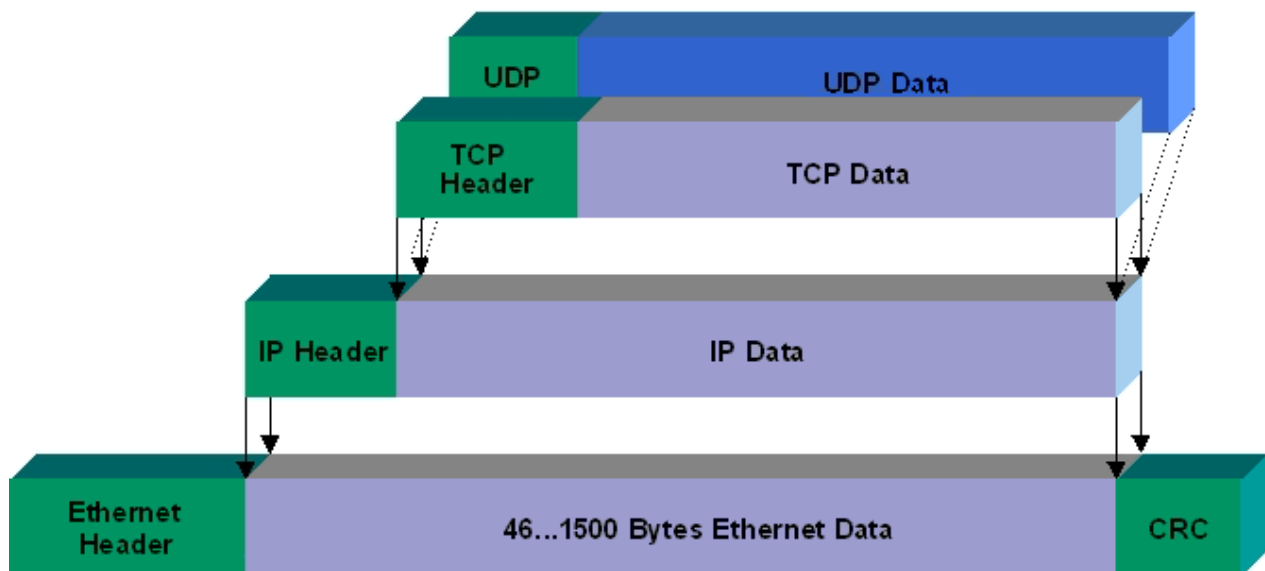 UDP
UDP Data
TCP
Header
TCP Data
IP Header
IP Data
Ethernet
Header
46...1500 Bytes Ethernet Data
CRC